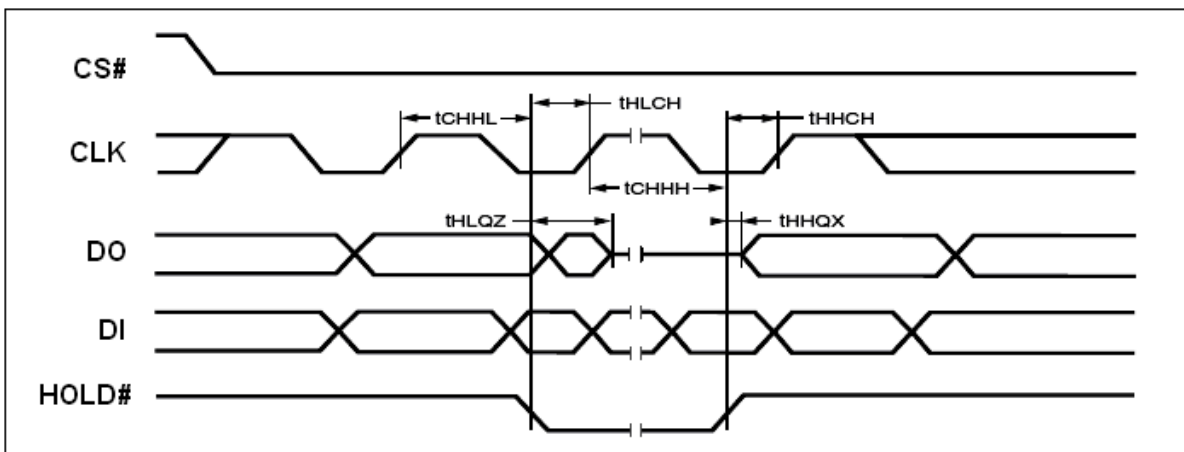 CS#
tHLCH
tCHHL
tHHCH
CLK
tCHHH
tHLQZ
tHHQX
DO
DI
HOLD#